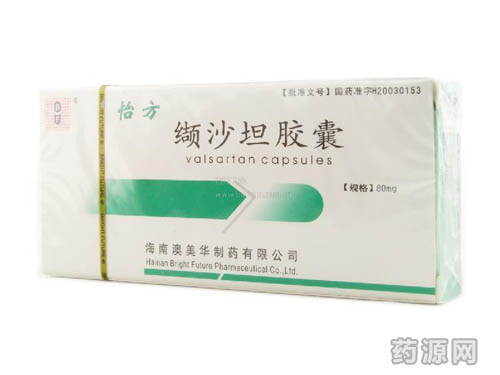 【批准文号】国药准字H20030153
怡方
缬沙坦胶囊
valsartan capsules
【规格】80mg
海南澳美华制药有限公司
Hainan Bright Future Pharmaceutical Co.,Ltd.
药源网